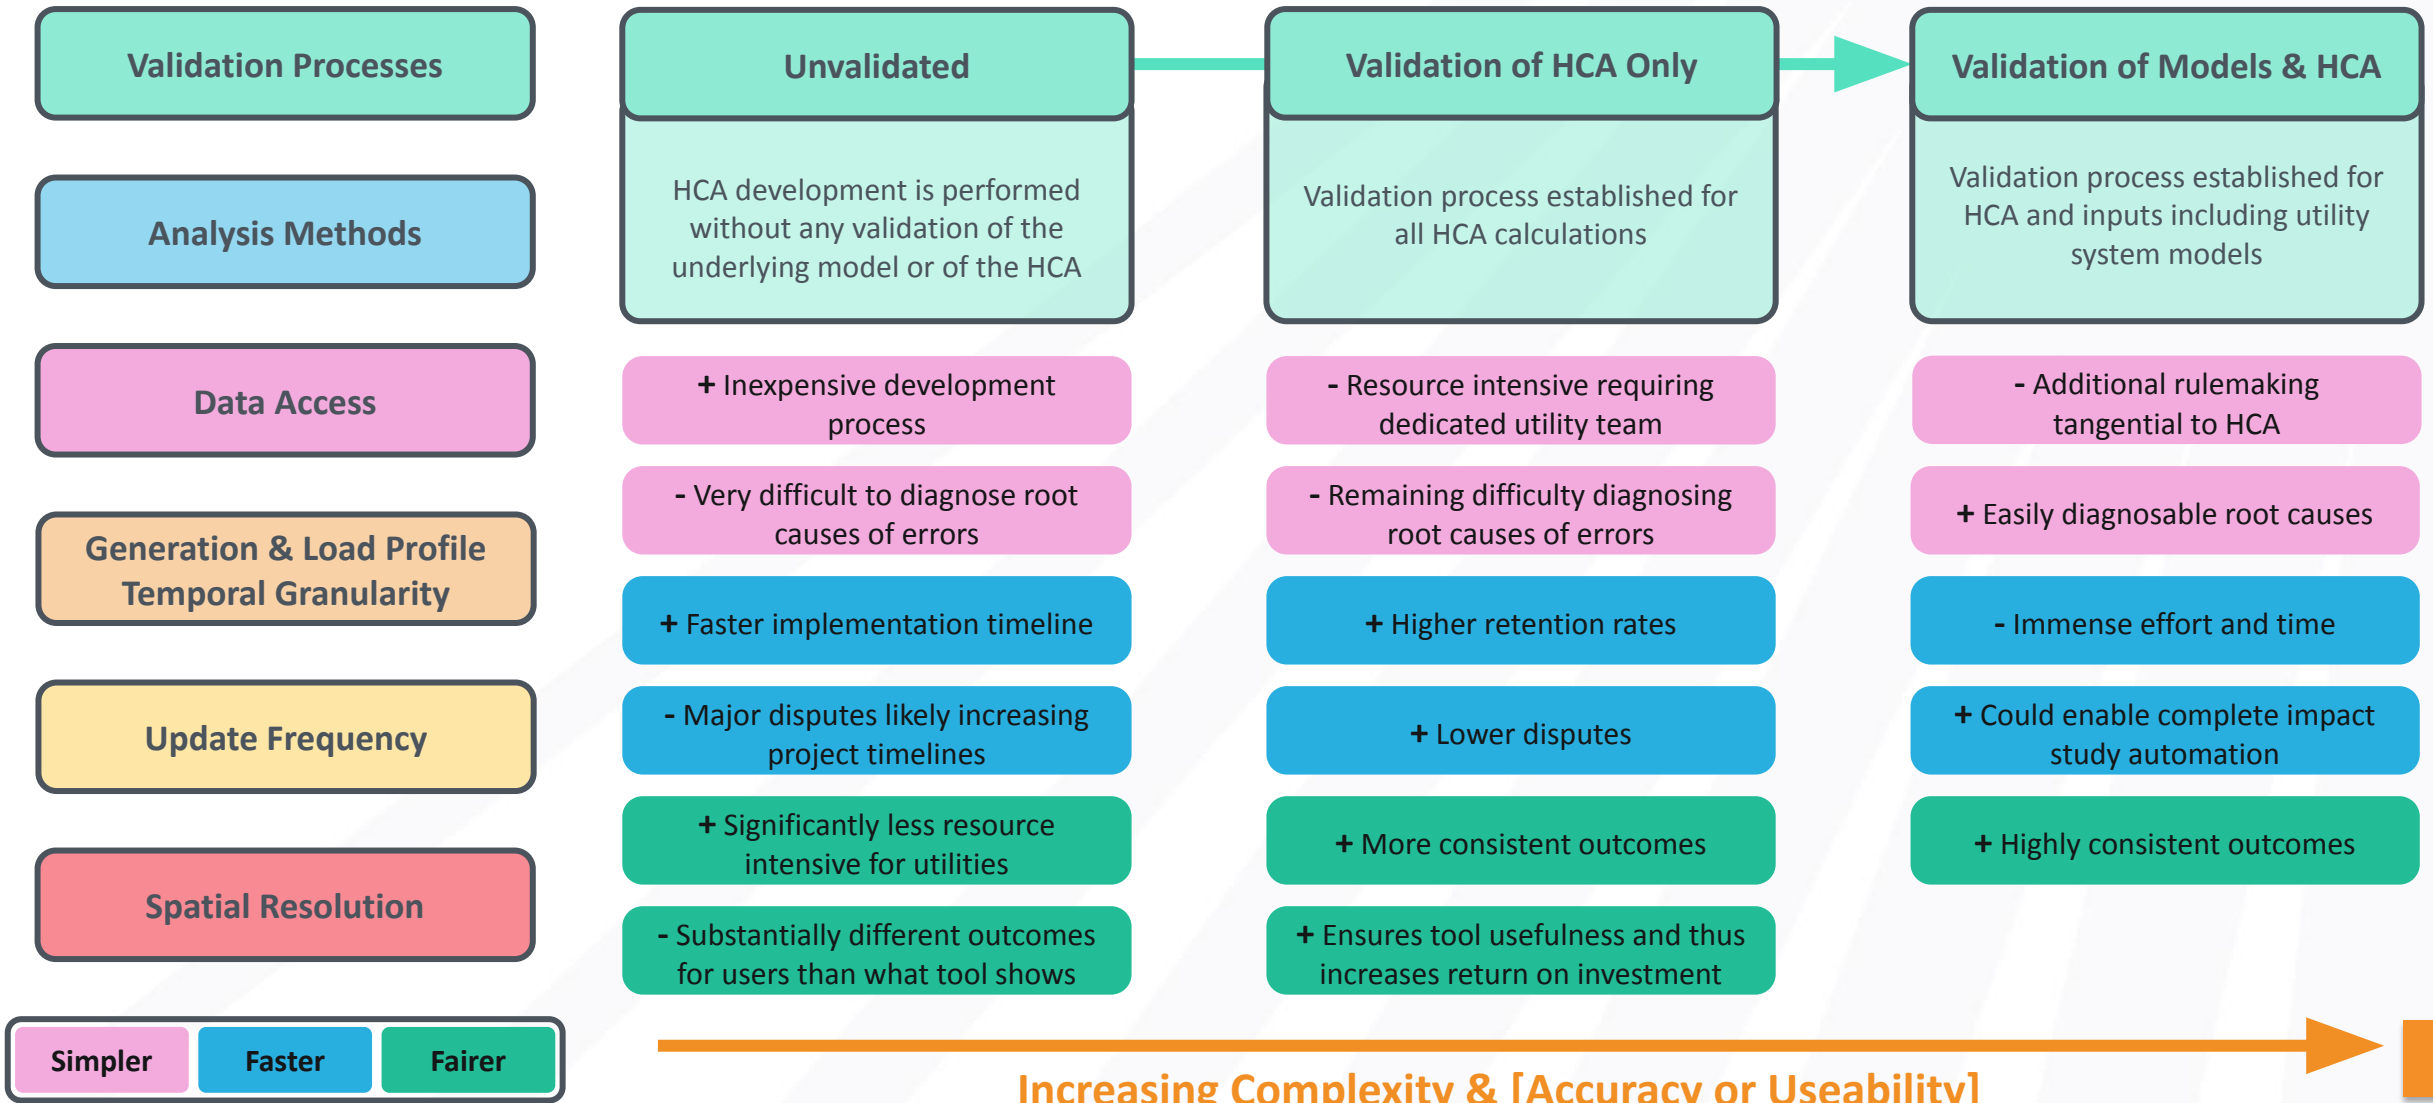 Validation Processes
Analysis Methods
Data Access
Generation & Load Profile
Temporal Granularity
Update Frequency
Spatial Resolution
Simpler
Faster
Fairer
Unvalidated
HCA development is performed
without any validation of the
underlying model or of the HCA
+ Inexpensive development
process
- Very difficult to diagnose root
causes of errors
+ Faster implementation timeline
- Major disputes likely increasing
project timelines
+ Significantly less resource
intensive for utilities
- Substantially different outcomes
for users than what tool shows
Validation of HCA Only
Validation process established for
all HCA calculations
- Resource intensive requiring
dedicated utility team
- Remaining difficulty diagnosing
root causes of errors
+ Higher retention rates
+ Lower disputes
+ More consistent outcomes
+ Ensures tool usefulness and thus
increases return on investment
Validation of Models & HCA
Validation process established for
HCA and inputs including utility
system models
- Additional rulemaking
tangential to HCA
+ Easily diagnosable root causes
- Immense effort and time
+ Could enable complete impact
study automation
+ Highly consistent outcomes
Increasing Complexity & [Accuracy or Useability]